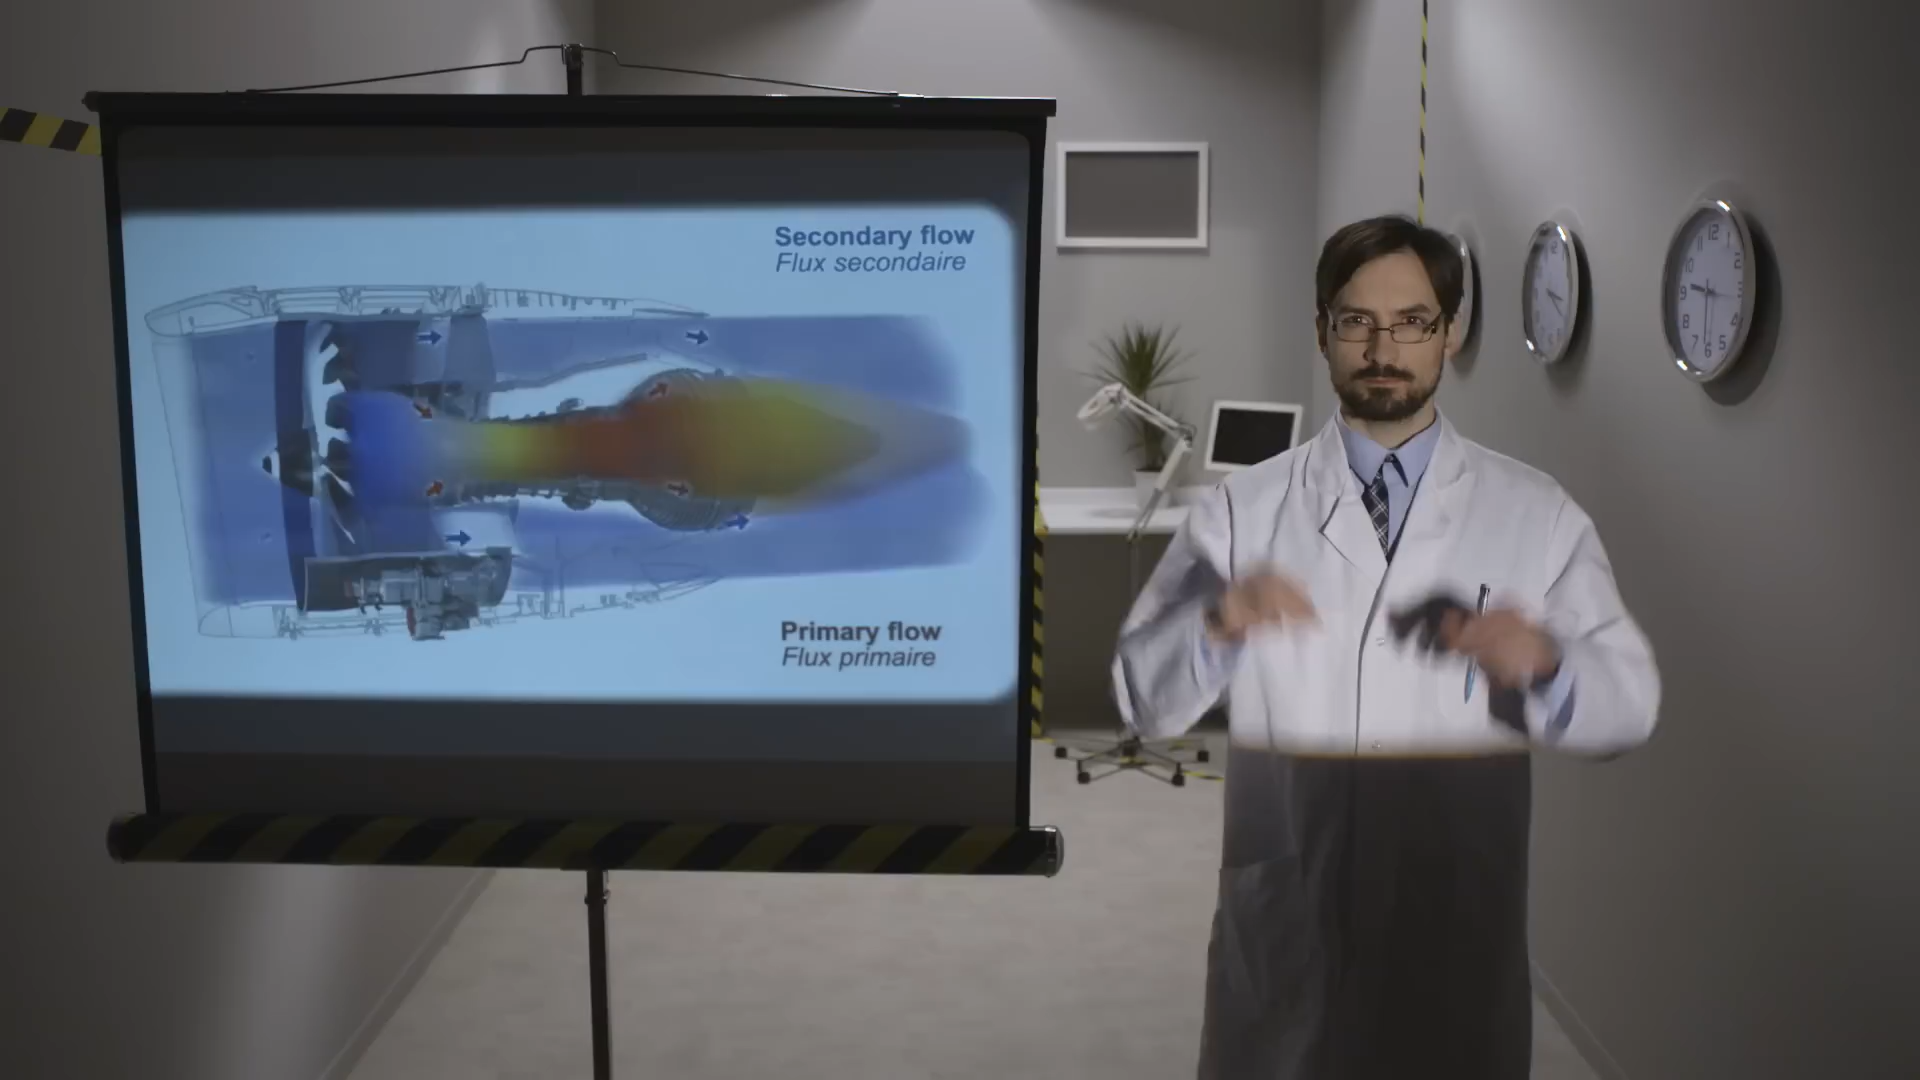 Secondary flow
Flux secondaire
Primary flow
Flux primaire